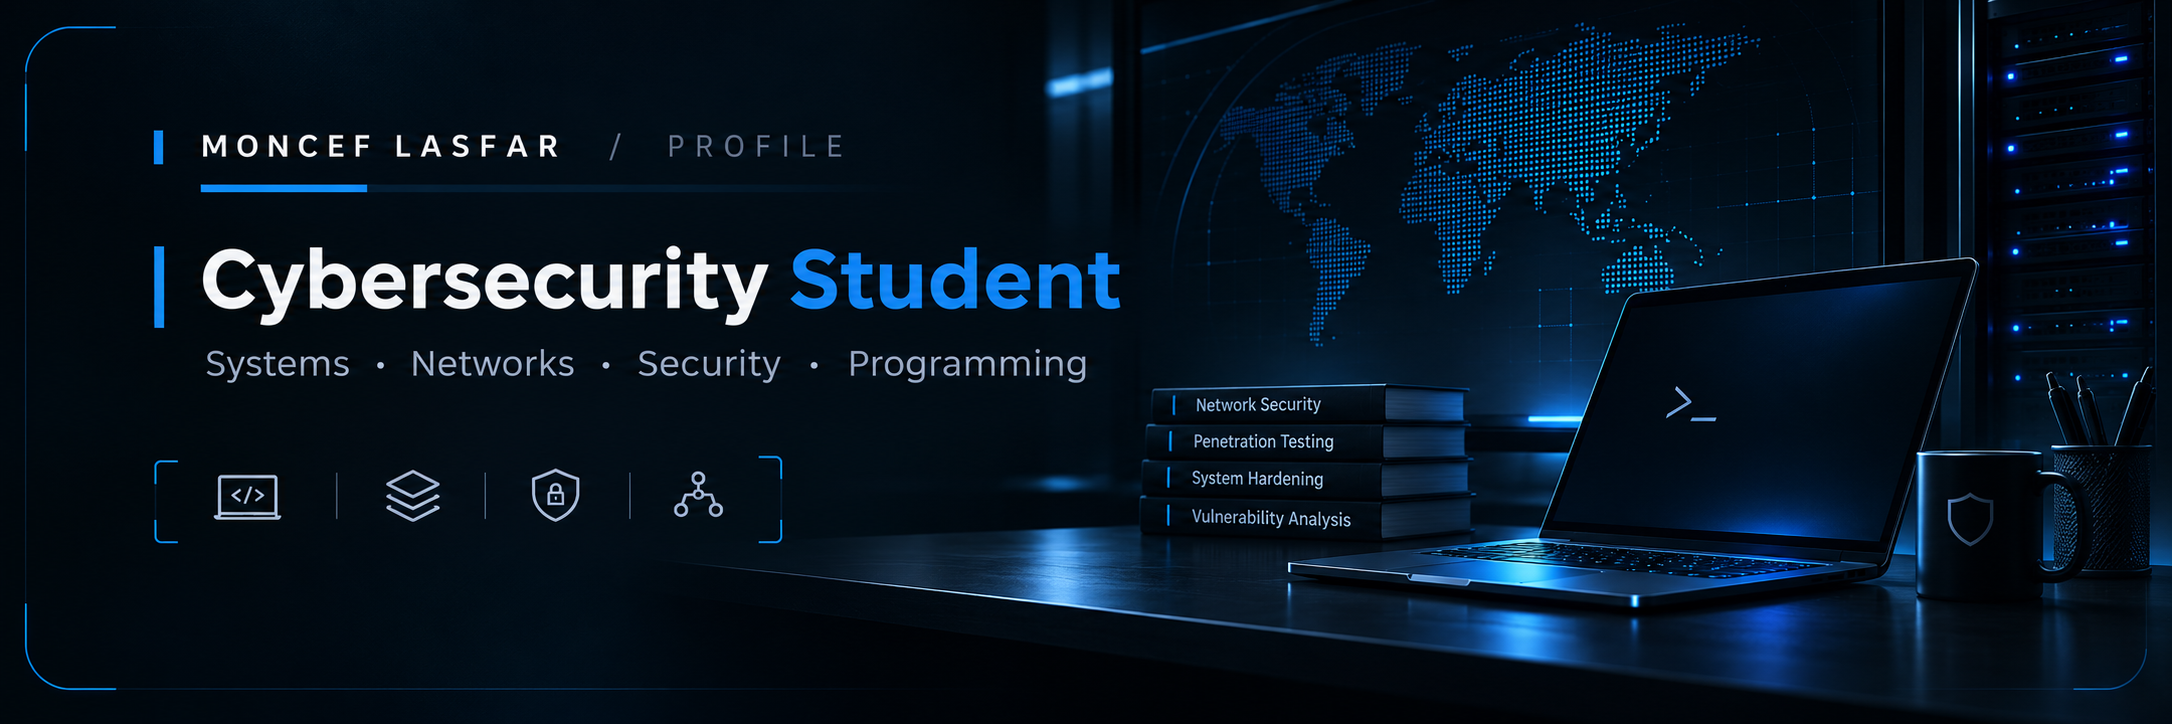 MONCEF LASFAR / PROFILE
Cybersecurity Student
Systems • Networks • Security • Programming
</>
Network Security
Penetration Testing
System Hardening
Vulnerability Analysis
>_